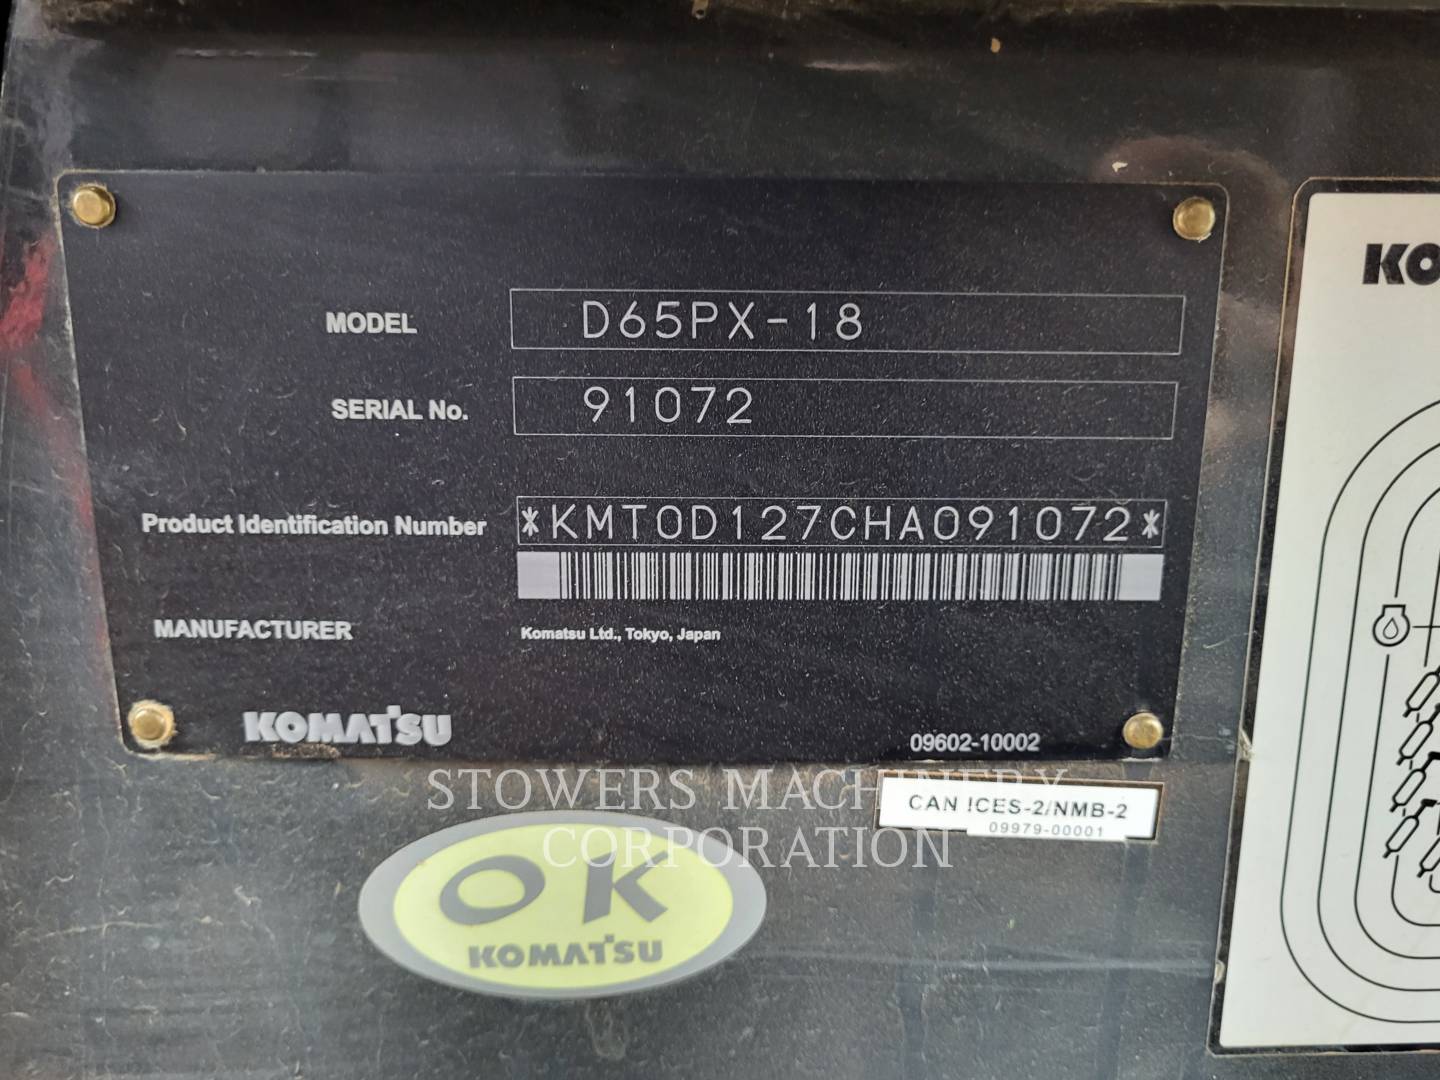 MODEL D65PX-18
SERIAL No. 91072
Product Identification Number *KMT0D127CHA091072*
MANUFACTURER Komatsu Ltd., Tokyo, Japan
KOMATSU 09602-10002
STOWERS MACHINERY
CORPORATION
CAN ICES-2/NMB-2
09979-00001
OK
KOMATSU
KO